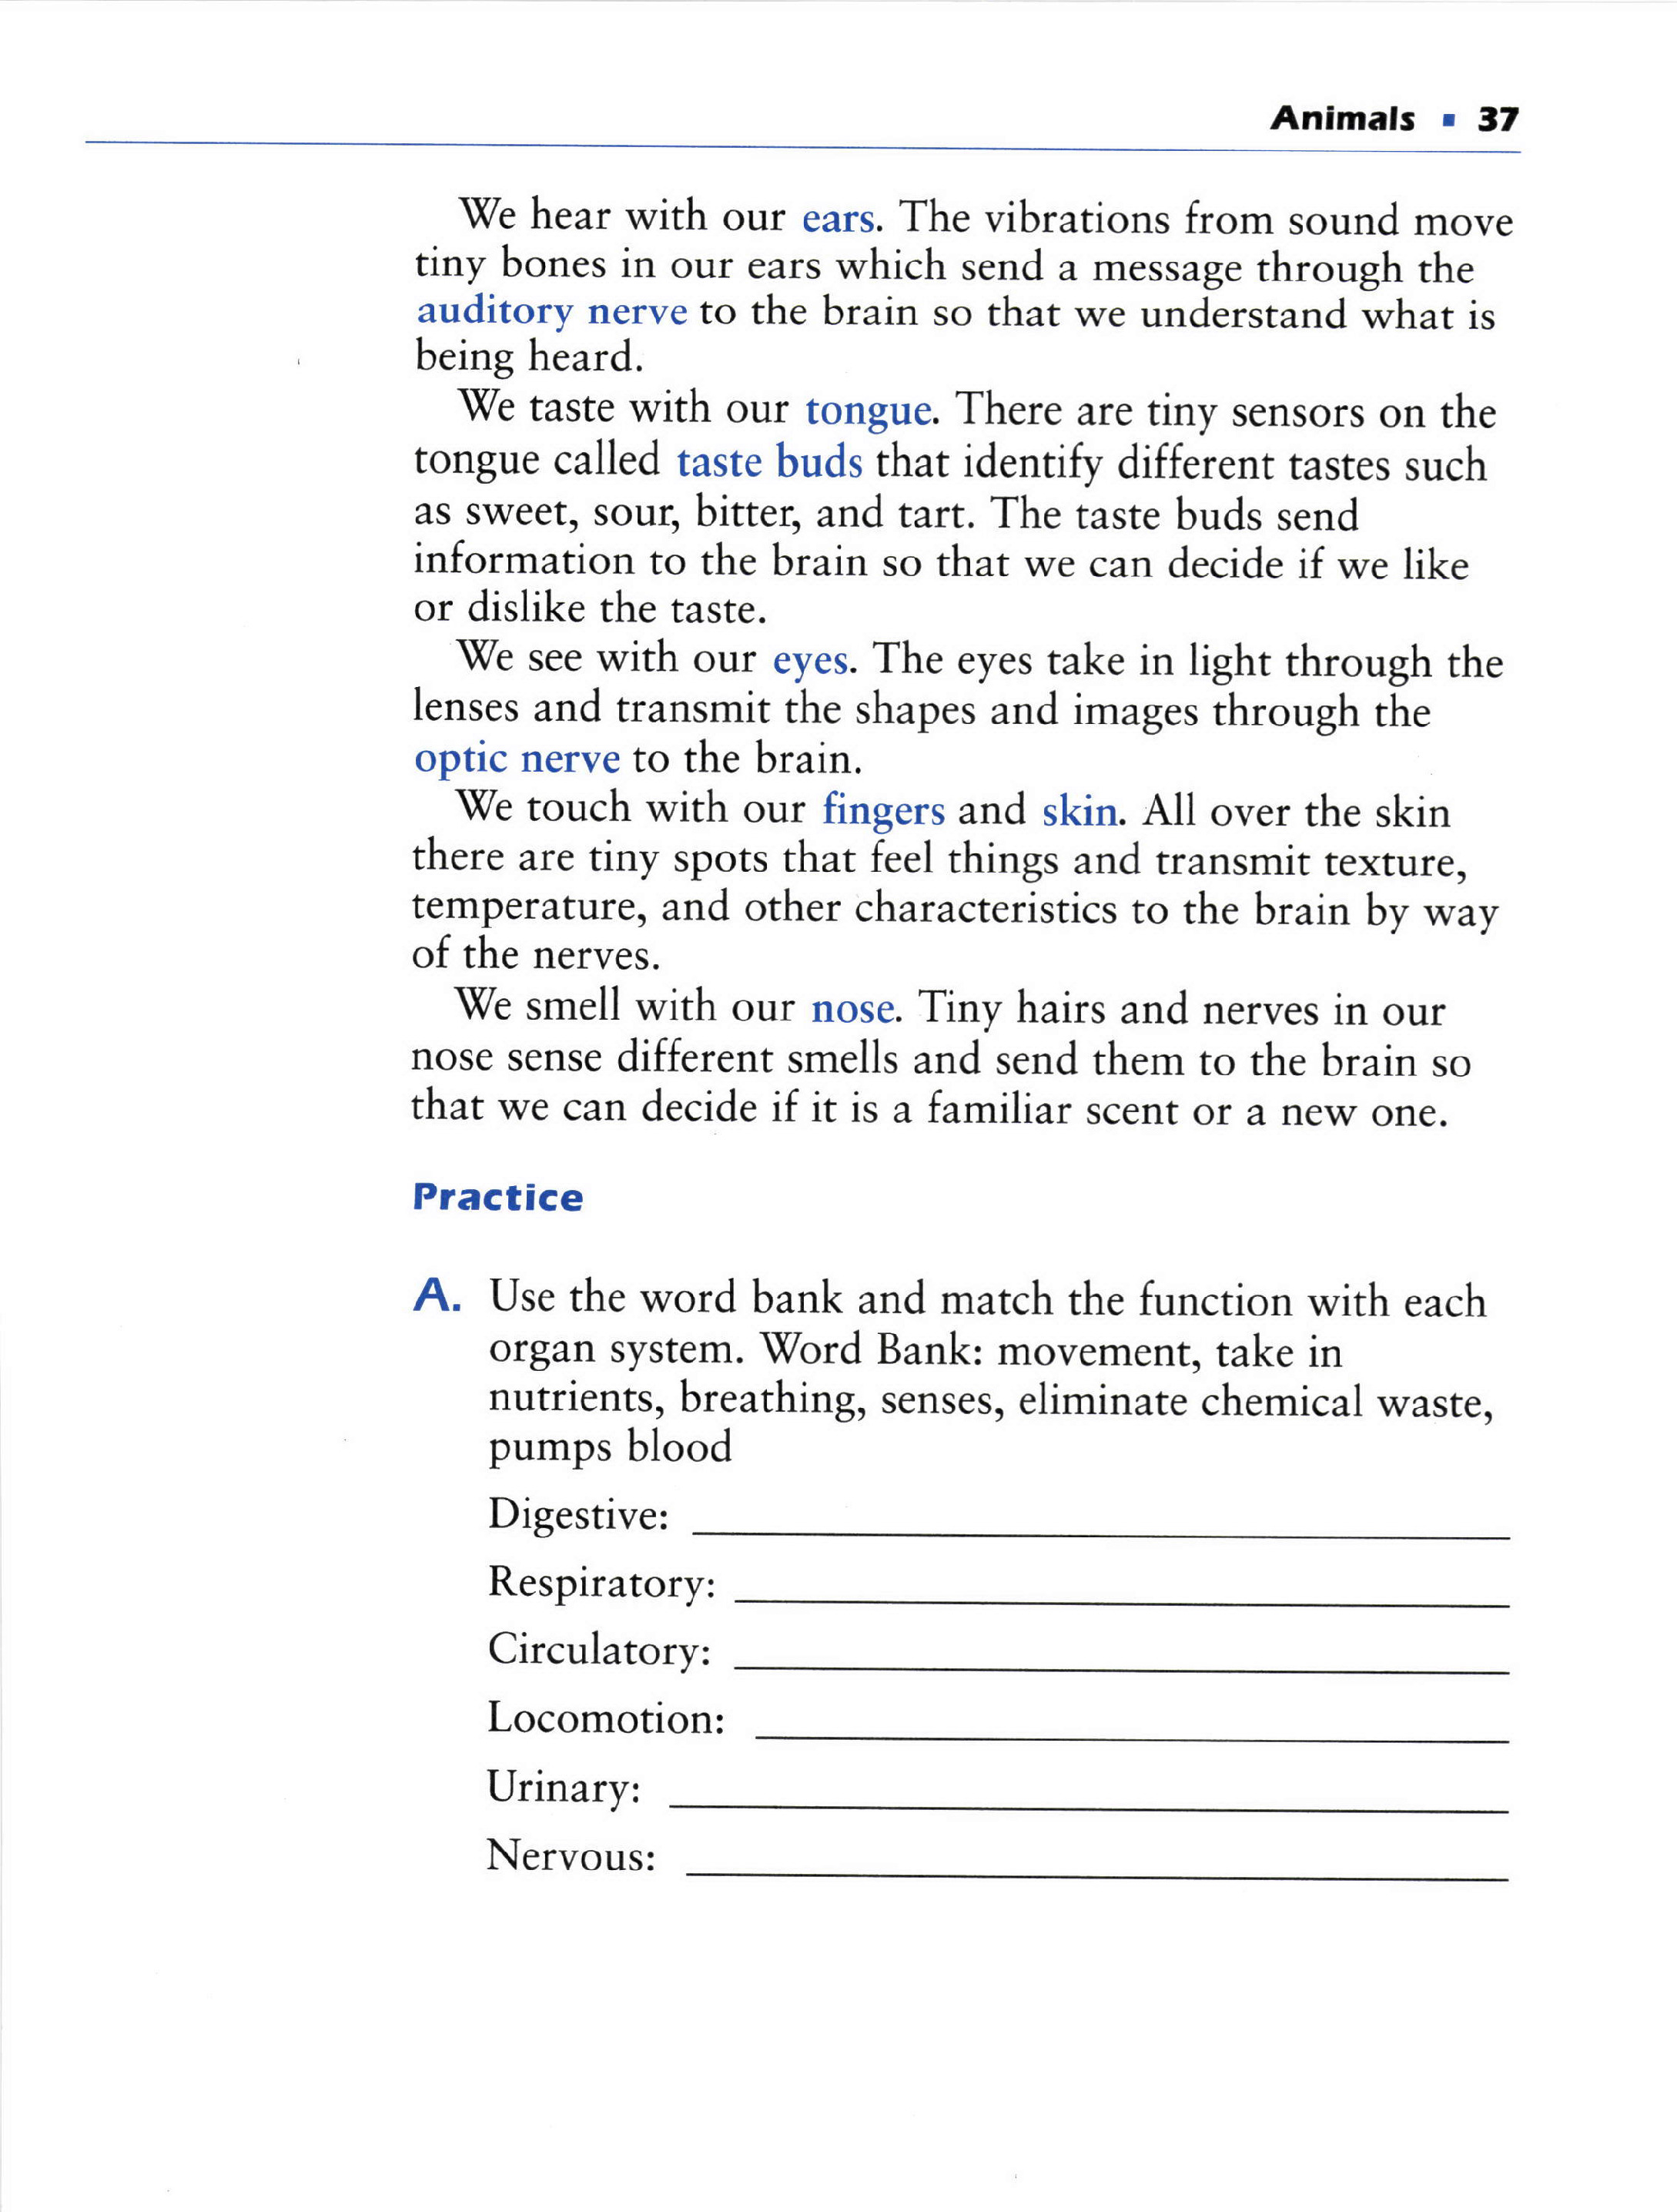 Animals ▪ 37
We hear with our ears. The vibrations from sound move
tiny bones in our ears which send a message through the
auditory nerve to the brain so that we understand what is
being heard.
We taste with our tongue. There are tiny sensors on the
tongue called taste buds that identify different tastes such
as sweet, sour, bitter, and tart. The taste buds send
information to the brain so that we can decide if we like
or dislike the taste.
We see with our eyes. The eyes take in light through the
lenses and transmit the shapes and images through the
optic nerve to the brain.
We touch with our fingers and skin. All over the skin
there are tiny spots that feel things and transmit texture,
temperature, and other characteristics to the brain by way
of the nerves.
We smell with our nose. Tiny hairs and nerves in our
nose sense different smells and send them to the brain so
that we can decide if it is a familiar scent or a new one.
Practice
A. Use the word bank and match the function with each
organ system. Word Bank: movement, take in
nutrients, breathing, senses, eliminate chemical waste,
pumps blood
Digestive:
Respiratory:
Circulatory:
Locomotion:
Urinary:
Nervous: